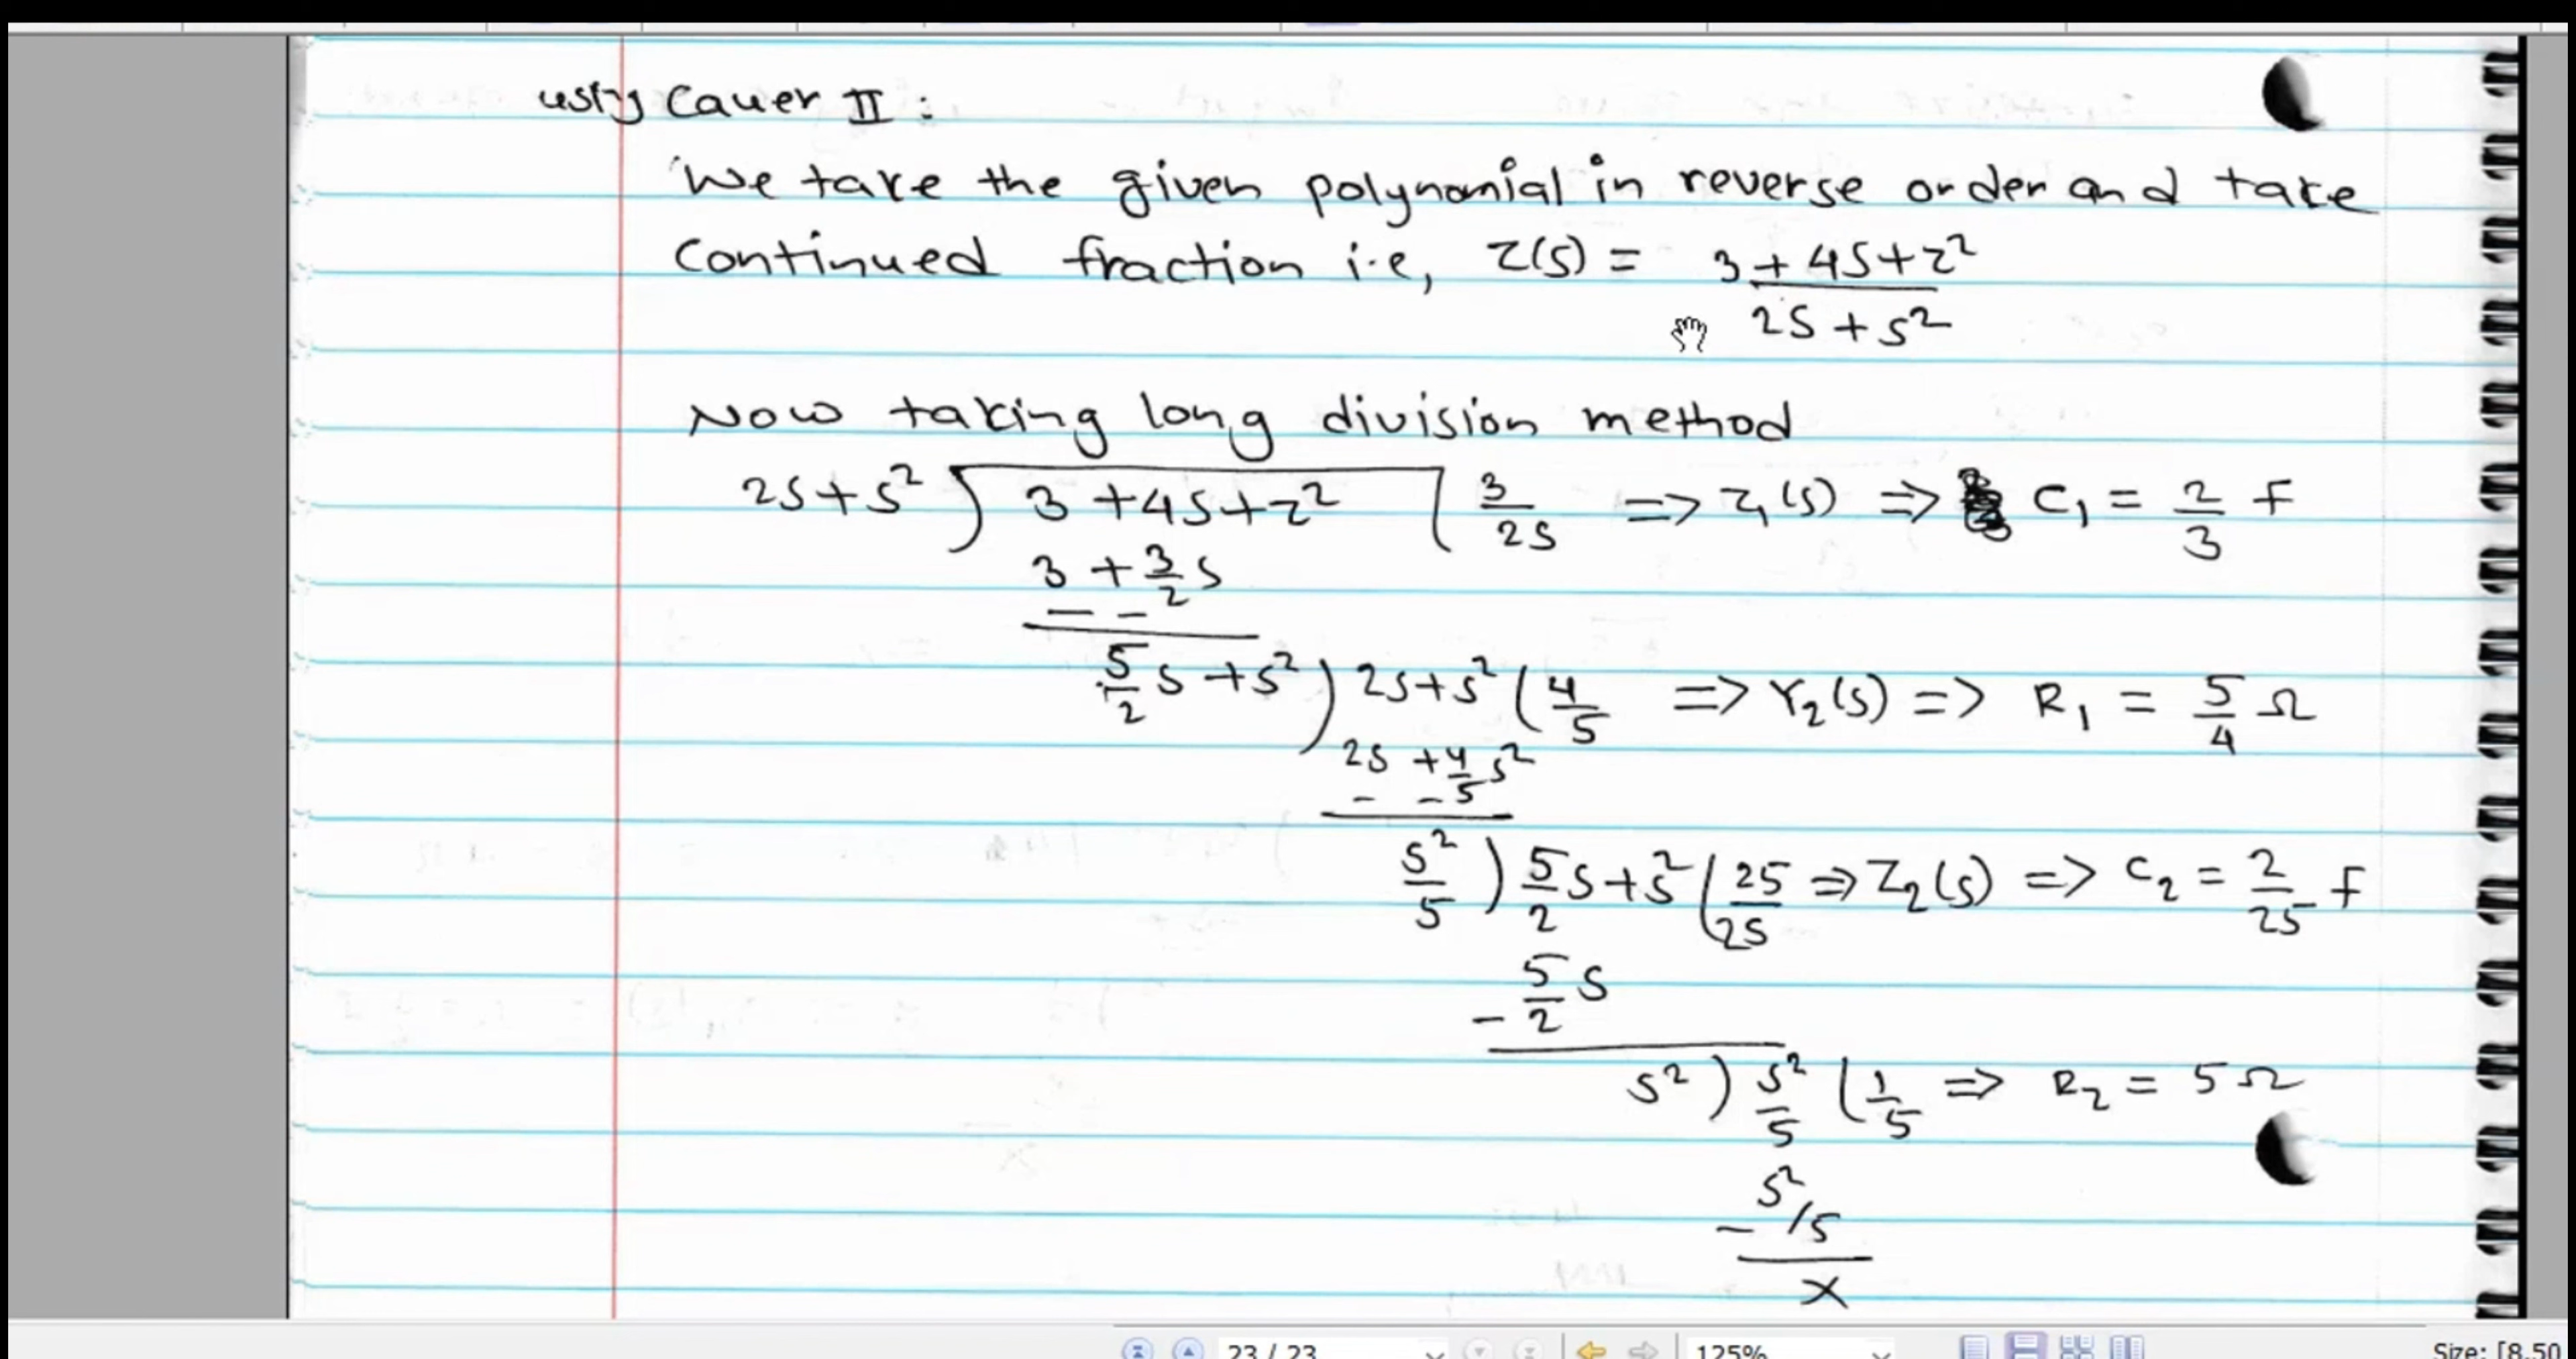 using Cauer II :
We take the given polynomial in reverse order and take
Continued fraction i.e, Z(s) = 3 + 4s + z²
2s + s²
Now taking long division method
2s + s² ) 3 + 4s + z² ( 3/2s => Z₁(s) => C₁ = 2/3 F
3 + 3/2 s
- -
5/2 s + s² ) 2s + s² ( 4/5 => Y₂(s) => R₁ = 5/4 Ω
2s + 4/5 s²
- -
s²/5 ) 5/2 s + s² ( 25/2s => Z₂(s) => C₂ = 2/25 F
- 5/2 s
s² ) s²/5 ( 1/5 => R₂ = 5 Ω
- s²/5
x
23 / 23
125%
Size: [8.50